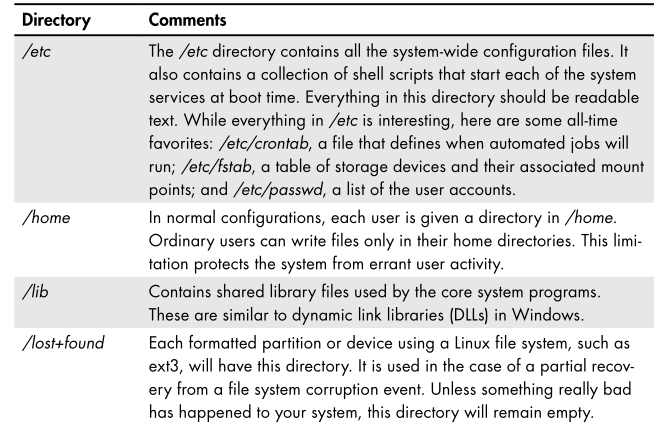 Directory Comments
/etc The /etc directory contains all the system-wide configuration files. It
also contains a collection of shell scripts that start each of the system
services at boot time. Everything in this directory should be readable
text. While everything in /etc is interesting, here are some all-time
favorites: /etc/crontab, a file that defines when automated jobs will
run; /etc/fstab, a table of storage devices and their associated mount
points; and /etc/passwd, a list of the user accounts.
/home In normal configurations, each user is given a directory in /home.
Ordinary users can write files only in their home directories. This limi-
tation protects the system from errant user activity.
/lib Contains shared library files used by the core system programs.
These are similar to dynamic link libraries (DLLs) in Windows.
/lost+found Each formatted partition or device using a Linux file system, such as
ext3, will have this directory. It is used in the case of a partial recov-
ery from a file system corruption event. Unless something really bad
has happened to your system, this directory will remain empty.